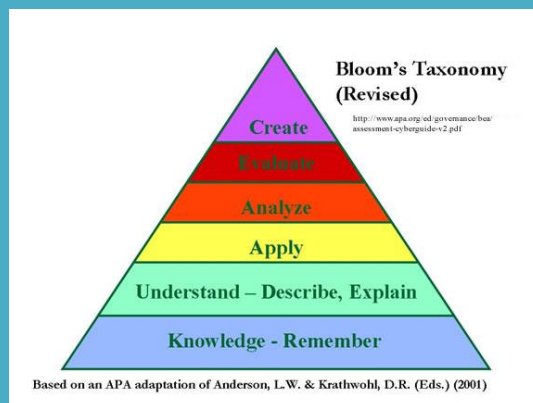 Bloom's Taxonomy
(Revised)
http://www.apa.org/ed/governance/bea/
assessment-cyberguide-v2.pdf
Create
Evaluate
Analyze
Apply
Understand – Describe, Explain
Knowledge - Remember
Based on an APA adaptation of Anderson, L.W. & Krathwohl, D.R. (Eds.) (2001)